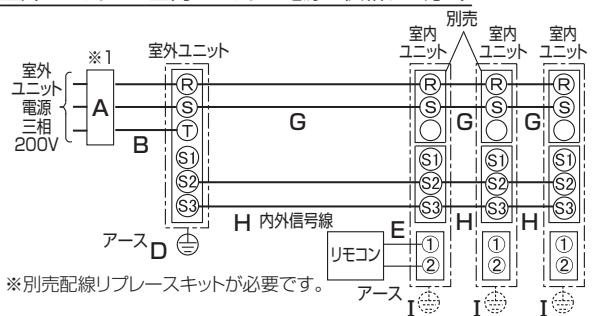 別売
室内
ユニット
室内
ユニット
室内
ユニット
※1
室外ユニット
室外
ユニット
電源
三相
200V
A
B
R
S
T
S1
S2
S3
G
R
S
S1
S2
S3
G
R
S
S1
S2
S3
G
R
S
S1
S2
S3
H 内外信号線
H
H
アース D
リモコン
E
1
2
1
2
1
2
アース
I
I
I
※別売配線リプレースキットが必要です。